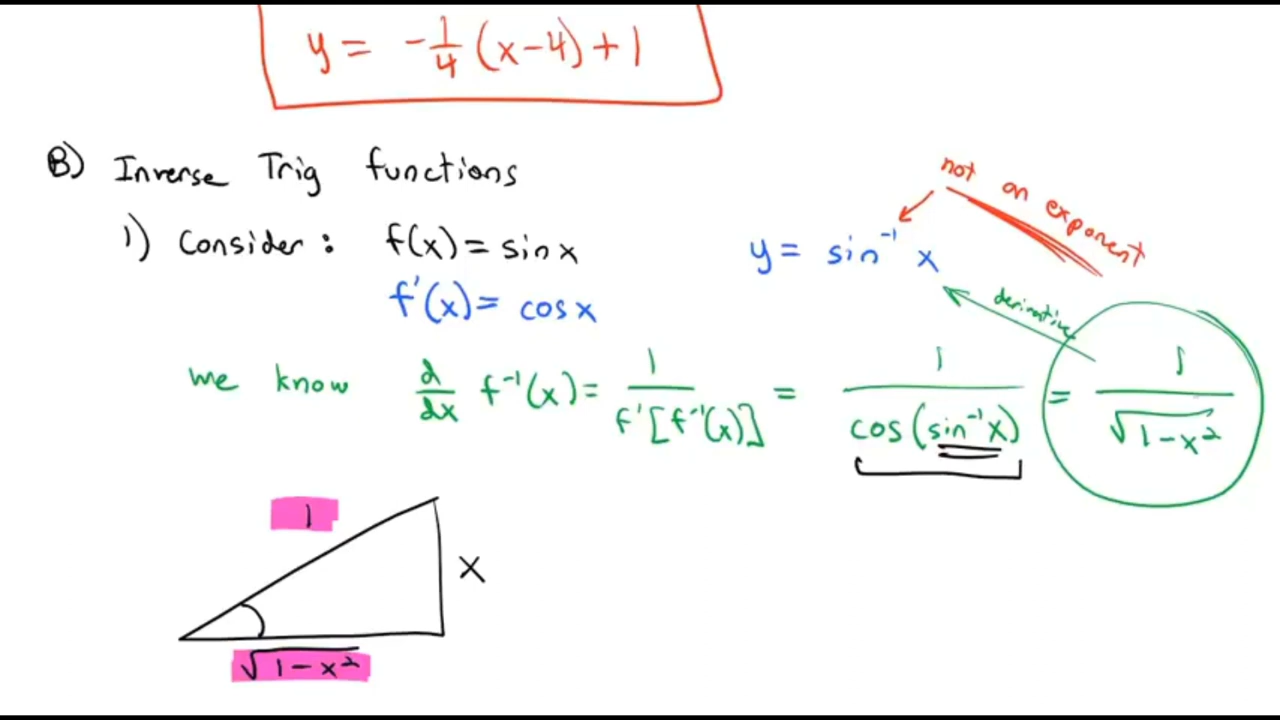 y = -1/4 (x-4) + 1
B) Inverse Trig functions
not an exponent
1) Consider: f(x) = sin x
y = sin⁻¹ x
f'(x) = cos x
derivative
we know d/dx f⁻¹(x) = 1/f'[f⁻¹(x)] = 1/cos(sin⁻¹x) = 1/√(1-x²)
1
x
√(1-x²)